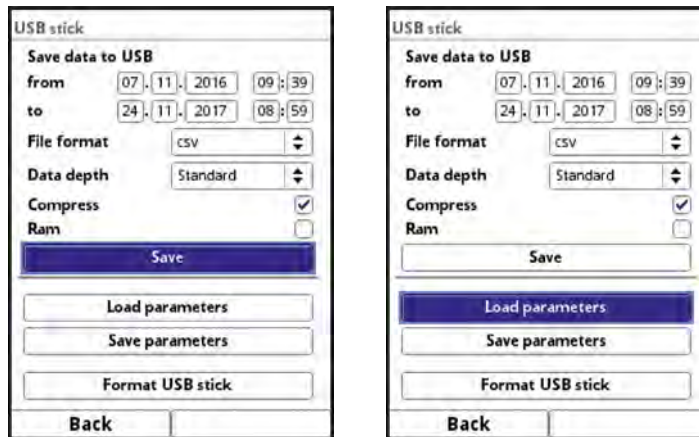 USB stick
Save data to USB
from 07. 11. 2016 09: 39
to 24. 11. 2017 08: 59
File format csv
Data depth Standard
Compress
Ram
Save
Load parameters
Save parameters
Format USB stick
Back
USB stick
Save data to USB
from 07. 11. 2016 09: 39
to 24. 11. 2017 08: 59
File format csv
Data depth Standard
Compress
Ram
Save
Load parameters
Save parameters
Format USB stick
Back